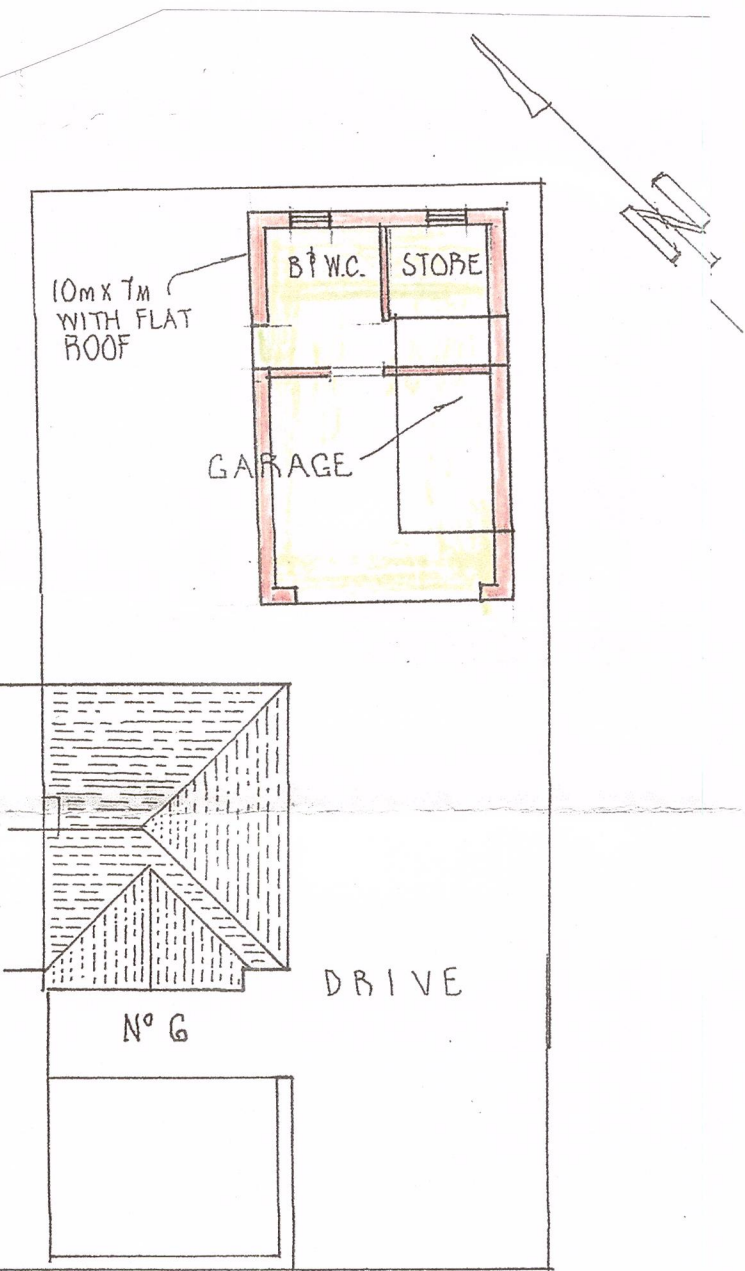 N
B & W.C.
STORE
10m x 7m
WITH FLAT
ROOF
GARAGE
DRIVE
Nº 6